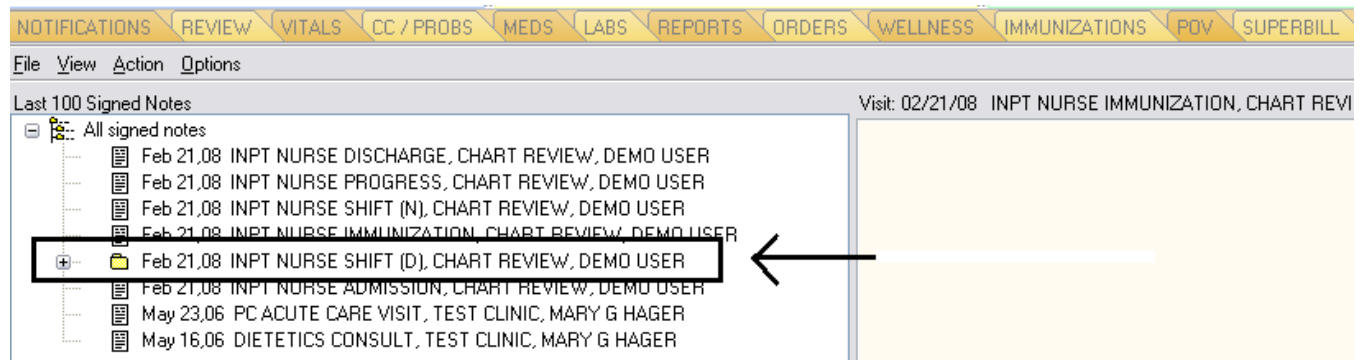 NOTIFICATIONS REVIEW VITALS CC / PROBS MEDS LABS REPORTS ORDERS WELLNESS IMMUNIZATIONS POV SUPERBILL
File View Action Options
Last 100 Signed Notes
Visit: 02/21/08 INPT NURSE IMMUNIZATION, CHART REVI
All signed notes
Feb 21,08 INPT NURSE DISCHARGE, CHART REVIEW, DEMO USER
Feb 21,08 INPT NURSE PROGRESS, CHART REVIEW, DEMO USER
Feb 21,08 INPT NURSE SHIFT (N), CHART REVIEW, DEMO USER
Feb 21,08 INPT NURSE IMMUNIZATION, CHART REVIEW, DEMO USER
Feb 21,08 INPT NURSE SHIFT (D), CHART REVIEW, DEMO USER
Feb 21,08 INPT NURSE ADMISSION, CHART REVIEW, DEMO USER
May 23,06 PC ACUTE CARE VISIT, TEST CLINIC, MARY G HAGER
May 16,06 DIETETICS CONSULT, TEST CLINIC, MARY G HAGER